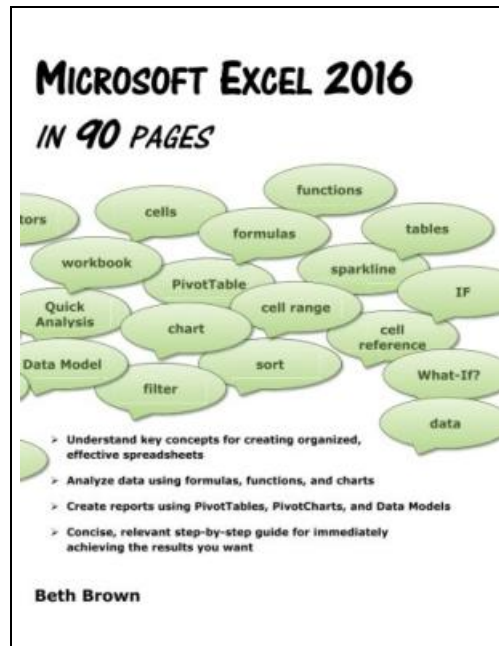 MICROSOFT EXCEL 2016
IN 90 PAGES
functions
cells
tors
formulas
tables
workbook
sparkline
PivotTable
IF
Quick
Analysis
cell range
chart
cell
reference
Data Model
sort
What-If?
filter
data
➢ Understand key concepts for creating organized,
effective spreadsheets
➢ Analyze data using formulas, functions, and charts
➢ Create reports using PivotTables, PivotCharts, and Data Models
➢ Concise, relevant step-by-step guide for immediately
achieving the results you want
Beth Brown